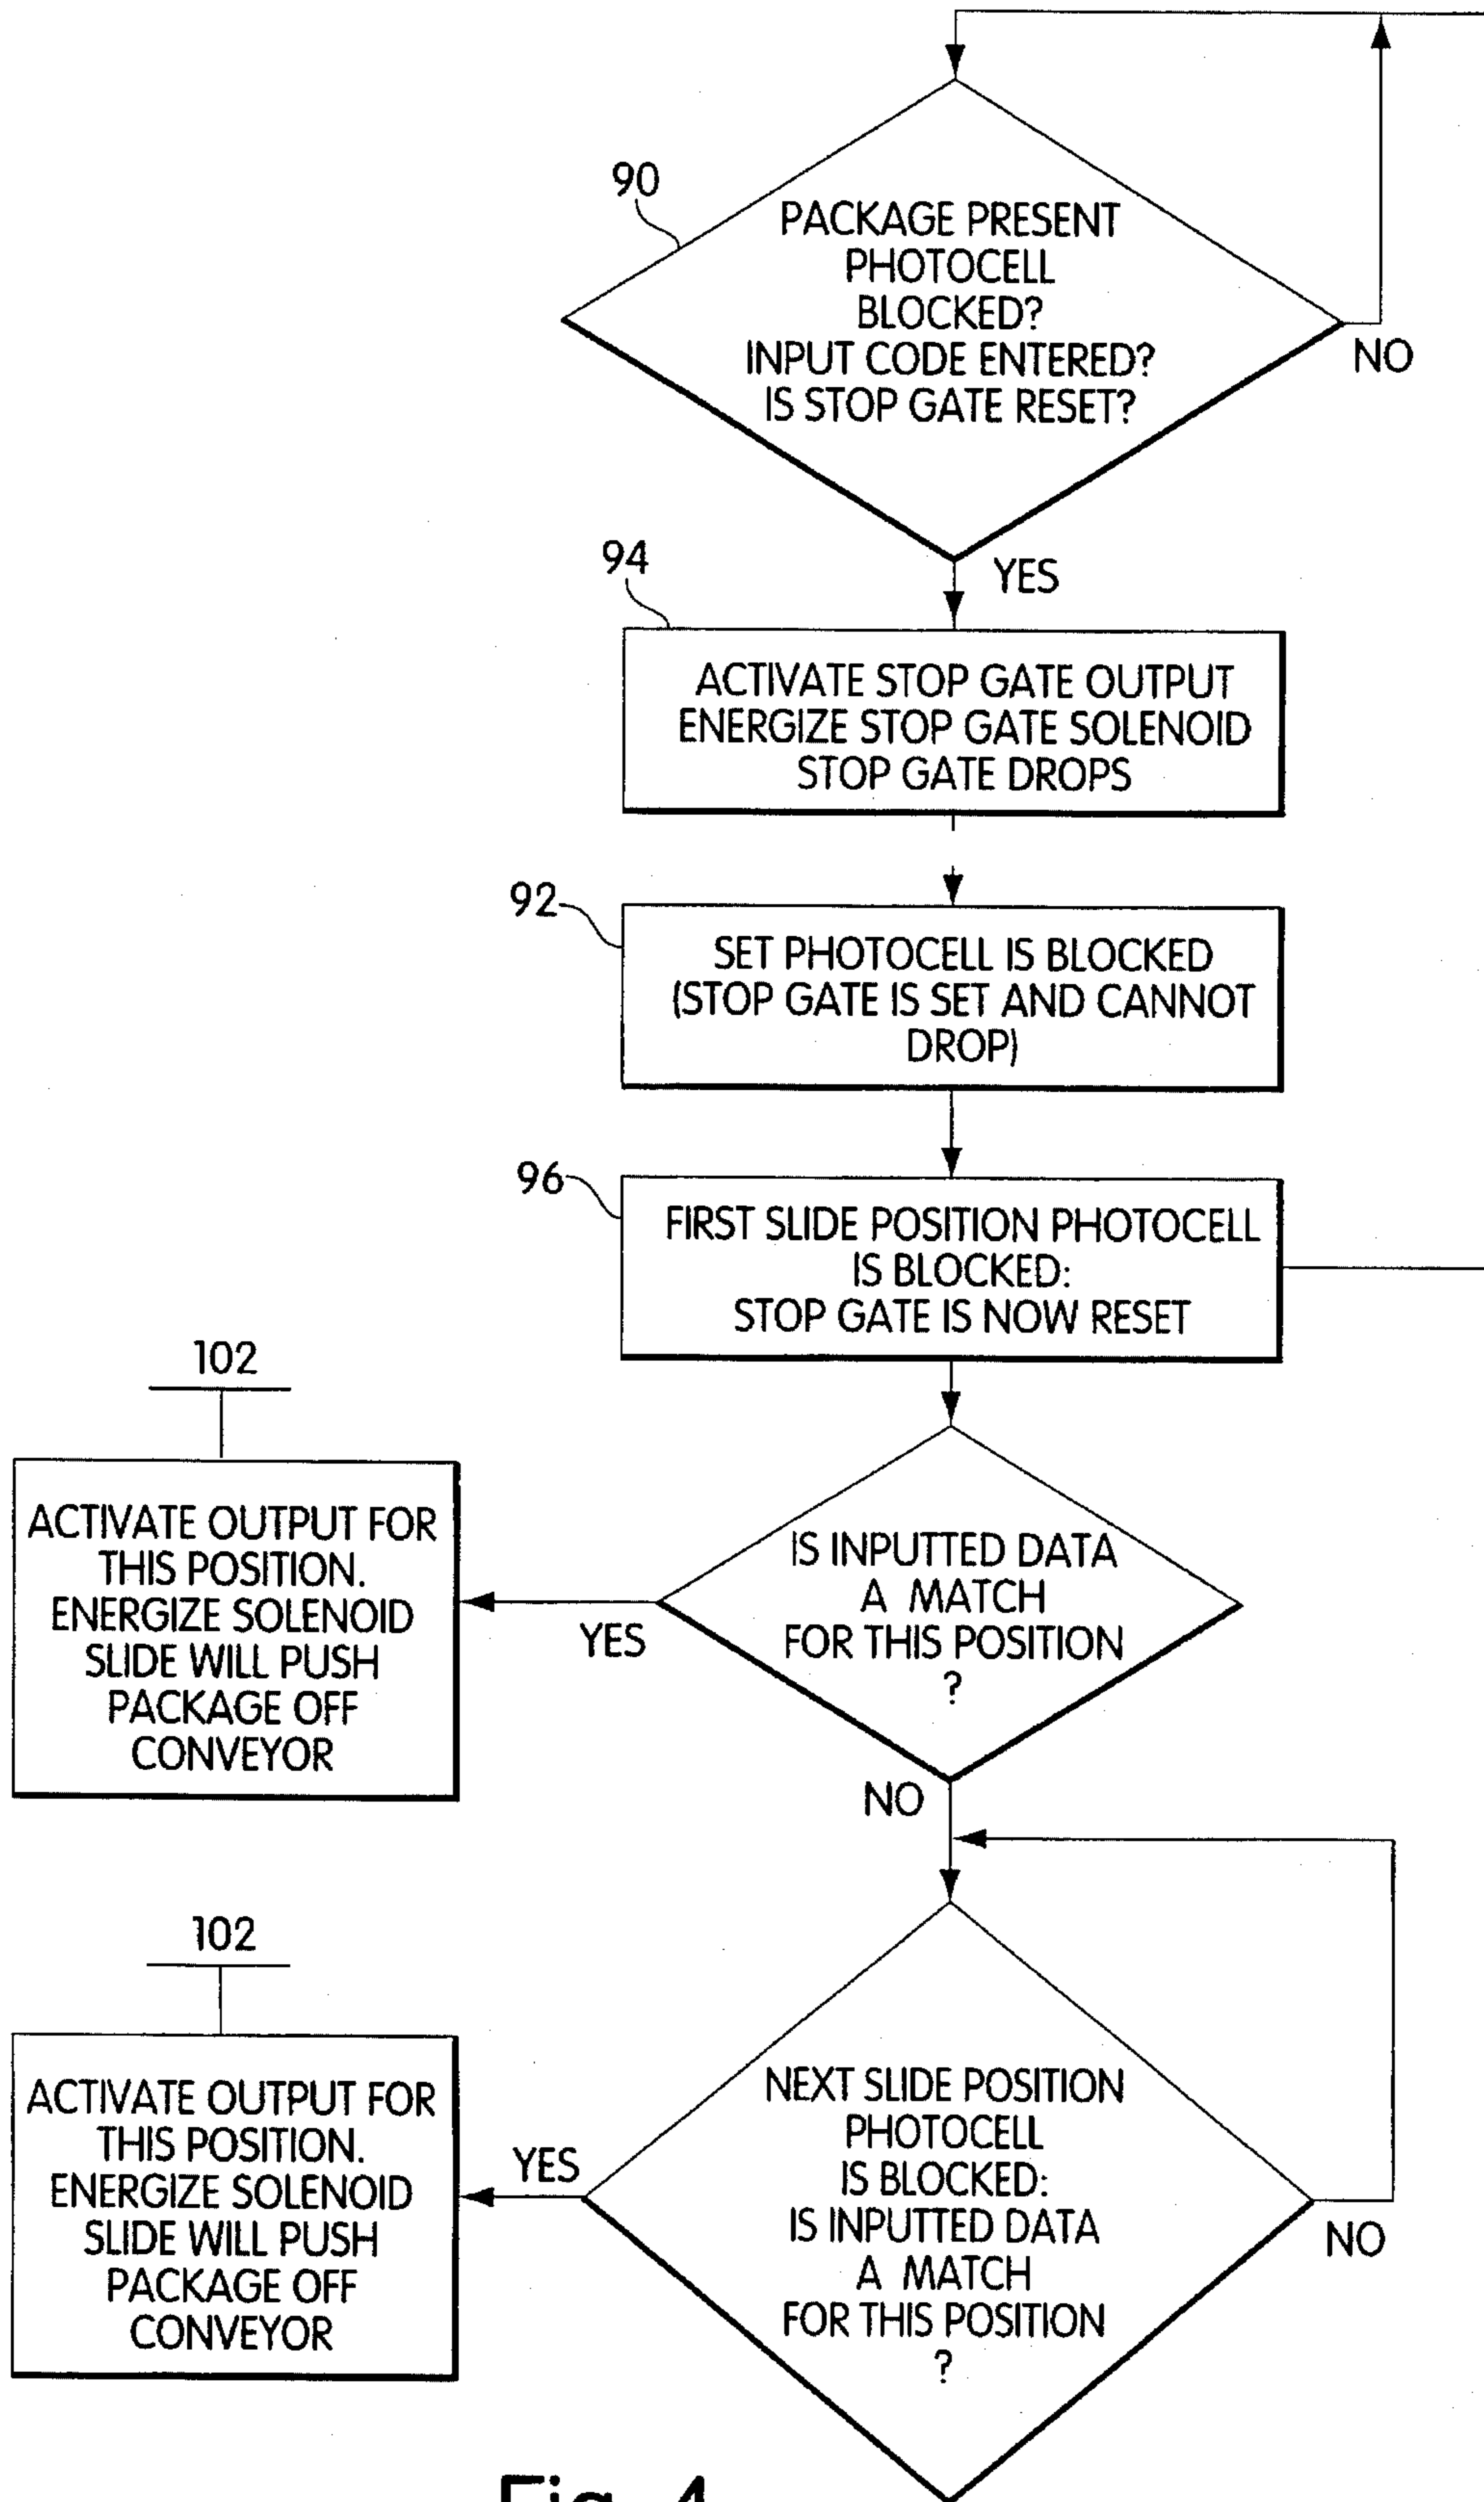 90
PACKAGE PRESENT
PHOTOCELL
BLOCKED?
INPUT CODE ENTERED?
IS STOP GATE RESET?
NO
YES
94
ACTIVATE STOP GATE OUTPUT
ENERGIZE STOP GATE SOLENOID
STOP GATE DROPS
92
SET PHOTOCELL IS BLOCKED
(STOP GATE IS SET AND CANNOT
DROP)
96
FIRST SLIDE POSITION PHOTOCELL
IS BLOCKED:
STOP GATE IS NOW RESET
102
ACTIVATE OUTPUT FOR
THIS POSITION.
ENERGIZE SOLENOID
SLIDE WILL PUSH
PACKAGE OFF
CONVEYOR
YES
IS INPUTTED DATA
A MATCH
FOR THIS POSITION
?
NO
102
ACTIVATE OUTPUT FOR
THIS POSITION.
ENERGIZE SOLENOID
SLIDE WILL PUSH
PACKAGE OFF
CONVEYOR
YES
NEXT SLIDE POSITION
PHOTOCELL
IS BLOCKED:
IS INPUTTED DATA
A MATCH
FOR THIS POSITION
?
NO
Fig. 4